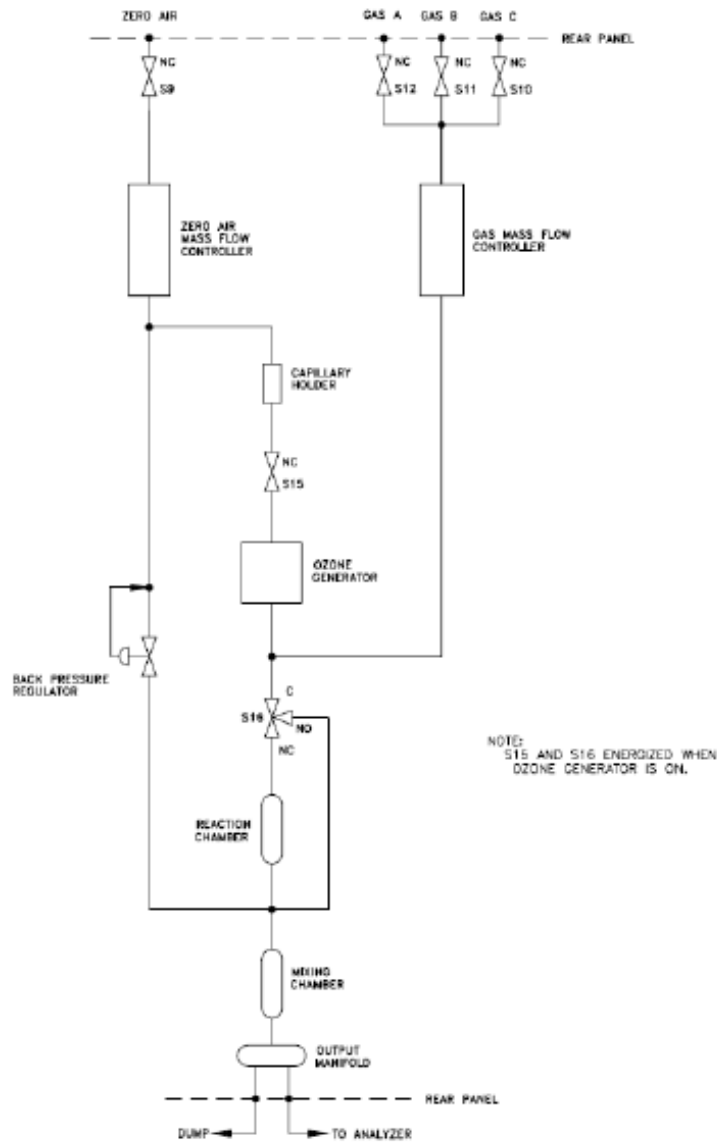 ZERO AIR
GAS A
GAS B
GAS C
REAR PANEL
NC
S9
NC
S12
NC
S11
NC
S10
ZERO AIR
MASS FLOW
CONTROLLER
GAS MASS FLOW
CONTROLLER
CAPILLARY
HOLDER
NC
S15
OZONE
GENERATOR
BACK PRESSURE
REGULATOR
C
S16
NO
NC
NOTE:
S15 AND S16 ENERGIZED WHEN
OZONE GENERATOR IS ON.
REACTION
CHAMBER
MIXING
CHAMBER
OUTPUT
MANIFOLD
REAR PANEL
DUMP
TO ANALYZER